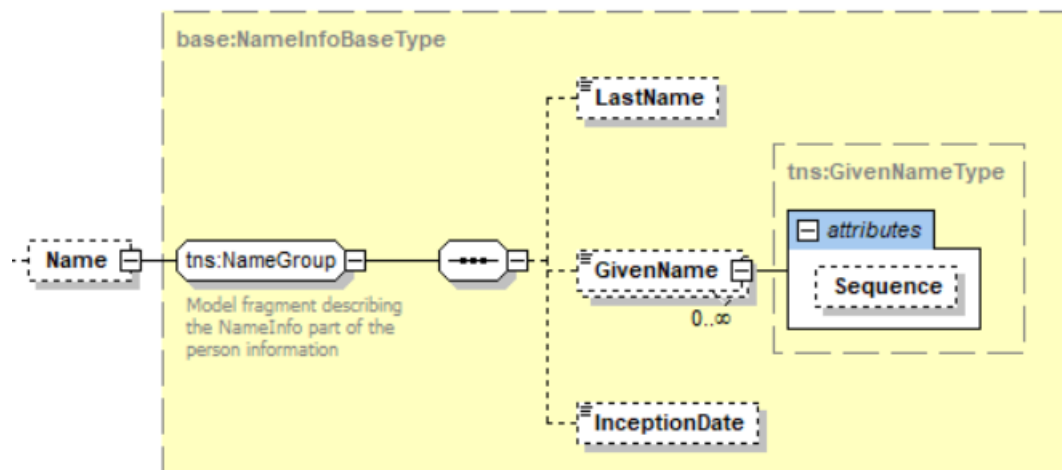 base:NameInfoBaseType
LastName
tns:GivenNameType
attributes
Name
tns:NameGroup
GivenName
Sequence
0..∞
Model fragment describing
the NameInfo part of the
person information
InceptionDate